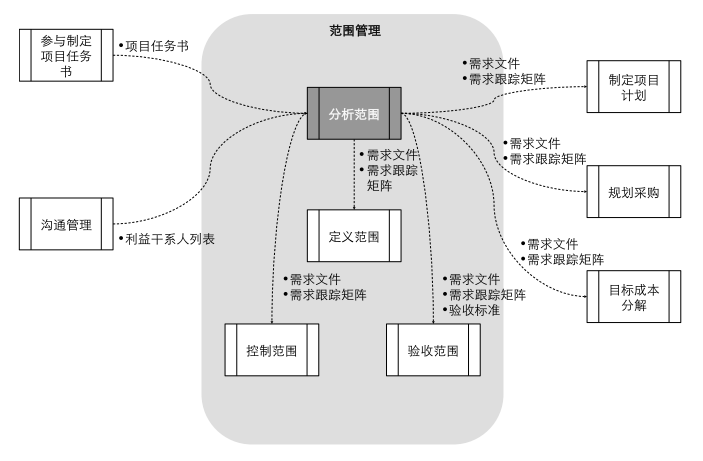 范围管理
参与制定
项目任务
书
•项目任务书
分析范围
•需求文件
•需求跟踪矩阵
制定项目
计划
•需求文件
•需求跟踪矩阵
规划采购
•需求文件
•需求跟踪
矩阵
沟通管理
•利益干系人列表
定义范围
•需求文件
•需求跟踪矩阵
目标成本
分解
•需求文件
•需求跟踪矩阵
控制范围
•需求文件
•需求跟踪矩阵
•验收标准
验收范围